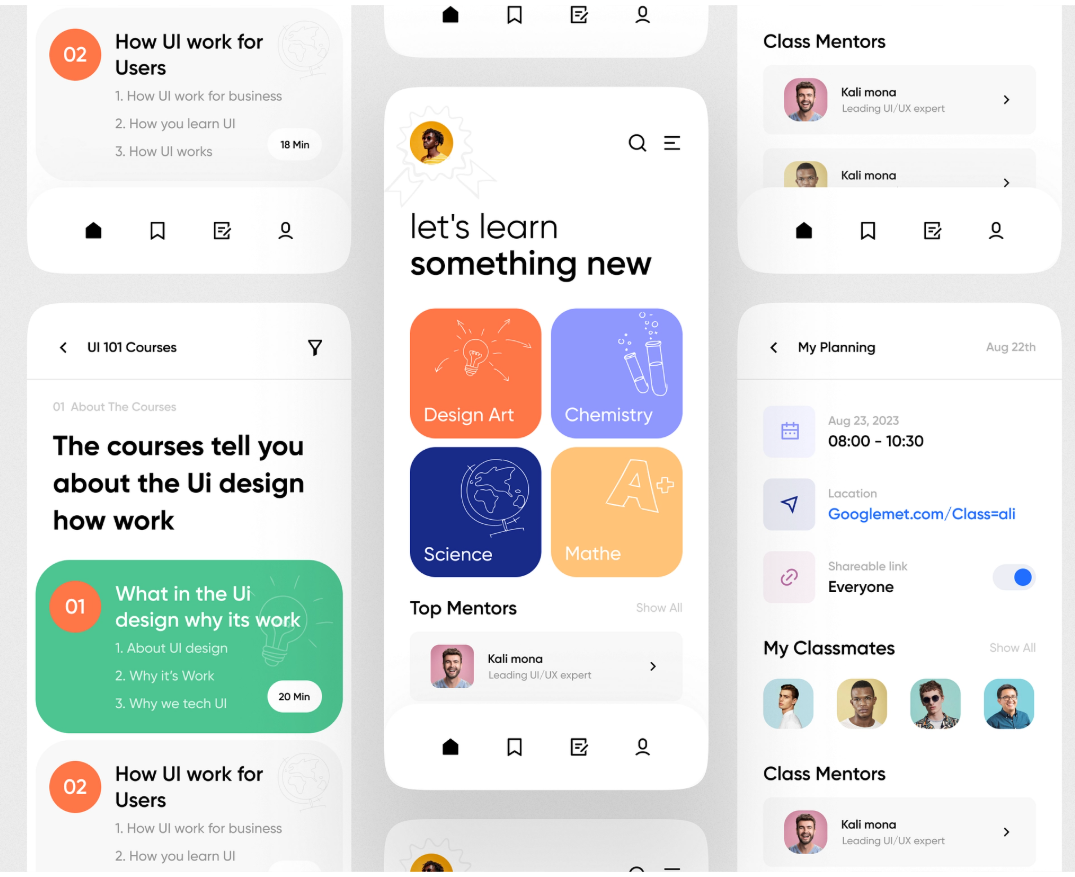 02
How UI work for
Users
1. How UI work for business
2. How you learn UI
3. How UI works
18 Min
UI 101 Courses
01 About The Courses
The courses tell you
about the Ui design
how work
01
What in the Ui
design why its work
1. About UI design
2. Why it's Work
3. Why we tech UI
20 Min
02
How UI work for
Users
1. How UI work for business
2. How you learn UI
let's learn
something new
Design Art
Chemistry
Science
A+
Mathe
Top Mentors
Show All
Kali mona
Leading UI/UX expert
Class Mentors
Kali mona
Leading UI/UX expert
Kali mona
My Planning
Aug 22th
Aug 23, 2023
08:00 - 10:30
Lacation
Googlemet.com/Class=ali
Shareable link
Everyone
My Classmates
Show All
Class Mentors
Kali mona
Leading UI/UX expert